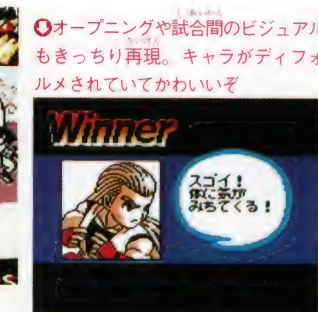 ➲オープニングや試合間のビジュアル
もきっちり再現。キャラがディフォ
ルメされていてかわいいぞ
Winner
スゴイ!
体に気が
みちてくる!